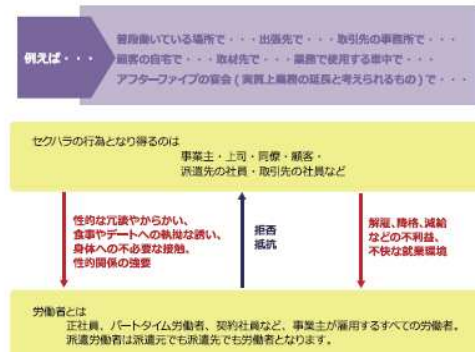 例えば・・・
普段働いている場所で・・・出張先で・・・取引先の事務所で・・・
顧客の自宅で・・・取材先で・・・業務で使用する車中で・・・
アフターファイブの宴会(実質上業務の延長と考えられるもの)で・・・
セクハラの行為となり得るのは
事業主・上司・同僚・顧客・
派遣先の社員・取引先の社員など
性的な冗談やからかい、
食事やデートへの執拗な誘い、
身体への不必要な接触、
性的関係の強要
拒否
抵抗
解雇、降格、減給
などの不利益、
不快な就業環境
労働者とは
正社員、パートタイム労働者、契約社員など、事業主が雇用するすべての労働者。
派遣労働者は派遣元でも派遣先でも労働者となります。